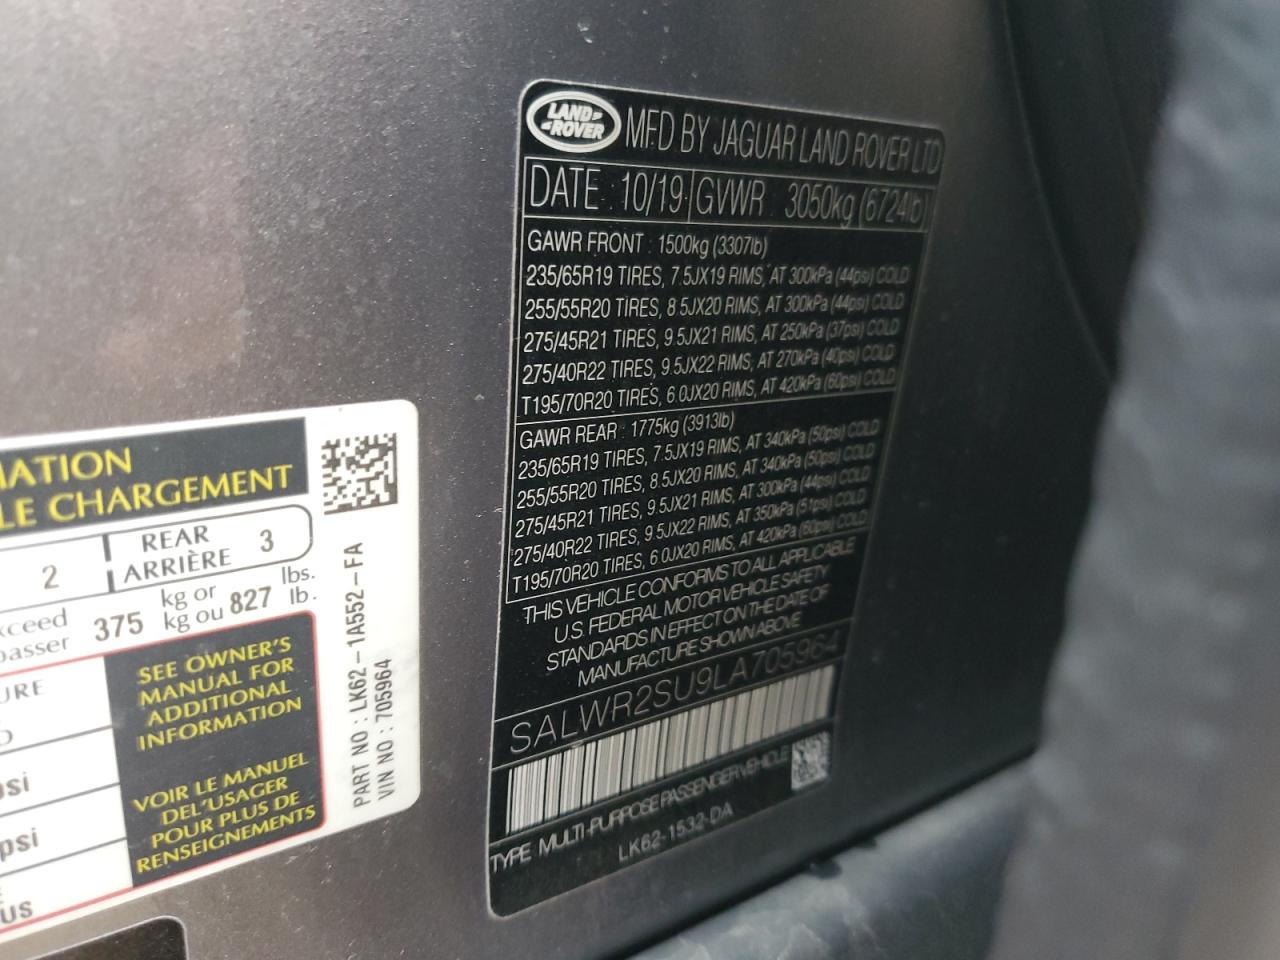 MATION
LE CHARGEMENT
2
REAR
ARRIÈRE
3
xceed
passer
375
kg or
kg ou
827
lbs.
lb.
URE
SEE OWNER'S
MANUAL FOR
ADDITIONAL
INFORMATION
VOIR LE MANUEL
DEL'USAGER
POUR PLUS DE
RENSEIGNEMENTS
psi
psi
US
PART NO : LK62-1A552-FA
VIN NO : 705964
LAND ROVER
MFD BY JAGUAR LAND ROVER LTD
DATE : 10/19 GVWR : 3050kg (6724lb)
GAWR FRONT : 1500kg (3307lb)
235/65R19 TIRES, 7.5JX19 RIMS, AT 300kPa (44psi) COLD
255/55R20 TIRES, 8.5JX20 RIMS, AT 300kPa (44psi) COLD
275/45R21 TIRES, 9.5JX21 RIMS, AT 250kPa (37psi) COLD
275/40R22 TIRES, 9.5JX22 RIMS, AT 270kPa (40psi) COLD
T195/70R20 TIRES, 6.0JX20 RIMS, AT 420kPa (60psi) COLD
GAWR REAR : 1775kg (3913lb)
235/65R19 TIRES, 7.5JX19 RIMS, AT 340kPa (50psi) COLD
255/55R20 TIRES, 8.5JX20 RIMS, AT 340kPa (50psi) COLD
275/45R21 TIRES, 9.5JX21 RIMS, AT 300kPa (44psi) COLD
275/40R22 TIRES, 9.5JX22 RIMS, AT 350kPa (51psi) COLD
T195/70R20 TIRES, 6.0JX20 RIMS, AT 420kPa (60psi) COLD
THIS VEHICLE CONFORMS TO ALL APPLICABLE
U.S. FEDERAL MOTOR VEHICLE SAFETY
STANDARDS IN EFFECT ON THE DATE OF
MANUFACTURE SHOWN ABOVE
SALWR2SU9LA705964
TYPE MULTI-PURPOSE PASSENGER VEHICLE
LK62-1532-DA